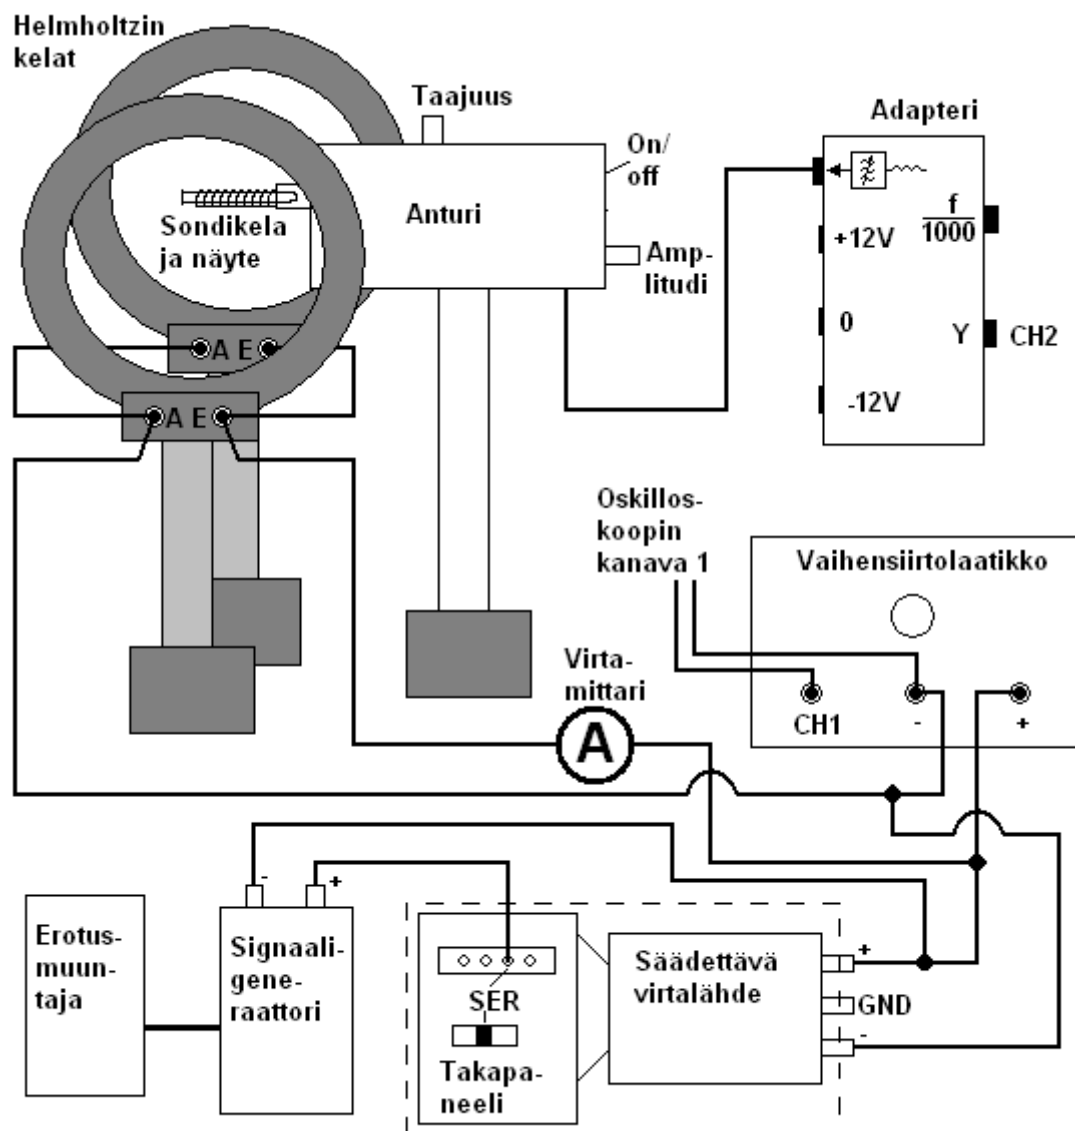 Helmholtzin
kelat
Taajuus
On/
off
Adapteri
Anturi
Sondikela
ja näyte
Amp-
litudi
+12V
f
1000
0
Y
CH2
-12V
A E
A E
Oskillos-
koopin
kanava 1
Vaihensiirtolaatikko
CH1
-
+
Virta-
mittari
A
-
+
Erotus-
muun-
taja
Signaali-
gene-
raattori
SER
Takapa-
neeli
Säädettävä
virtalähde
+
GND
-